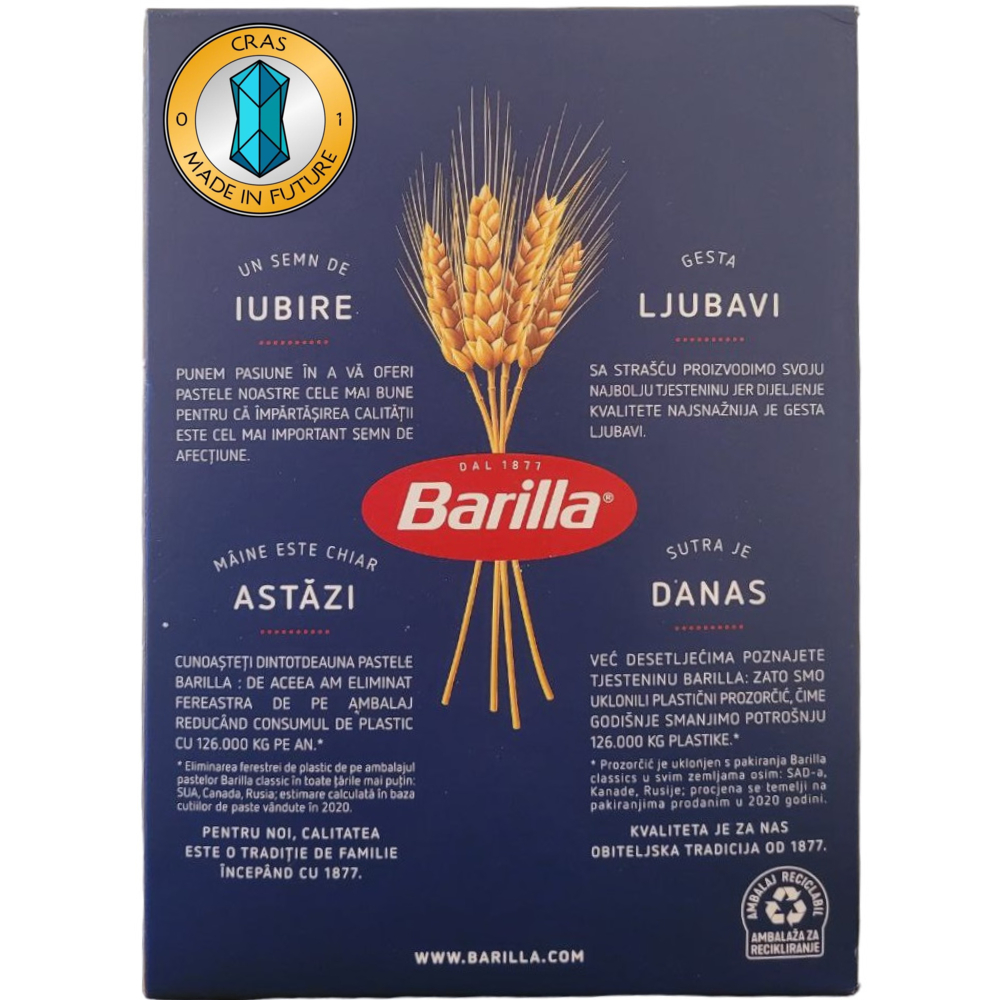 CRAS
0 1
MADE IN FUTURE
UN SEMN DE
IUBIRE
PUNEM PASIUNE ÎN A VĂ OFERI
PASTELE NOASTRE CELE MAI BUNE
PENTRU CĂ ÎMPĂRTĂȘIREA CALITĂȚII
ESTE CEL MAI IMPORTANT SEMN DE
AFECȚIUNE.
GESTA
LJUBAVI
SA STRAŠĆU PROIZVODIMO SVOJU
NAJBOLJU TJESTENINU JER DIJELJENJE
KVALITETE NAJSNAŽNIJA JE GESTA
LJUBAVI.
DAL 1877
Barilla®
MÂINE ESTE CHIAR
ASTĂZI
CUNOAȘTEȚI DINTOTDEAUNA PASTELE
BARILLA : DE ACEEA AM ELIMINAT
FEREASTRA DE PE AMBALAJ
REDUCÂND CONSUMUL DE PLASTIC
CU 126.000 KG PE AN.*
* Eliminarea ferestrei de plastic de pe ambalajul
pastelor Barilla classic în toate țările mai puțin:
SUA, Canada, Rusia; estimare calculată în baza
cutiilor de paste vândute în 2020.
PENTRU NOI, CALITATEA
ESTE O TRADIȚIE DE FAMILIE
ÎNCEPÂND CU 1877.
SUTRA JE
DANAS
VEĆ DESETLJEĆIMA POZNAJETE
TJESTENINU BARILLA: ZATO SMO
UKLONILI PLASTIČNI PROZORČIĆ, ČIME
GODIŠNJE SMANJIMO POTROŠNJU
126.000 KG PLASTIKE.*
* Prozorčić je uklonjen s pakiranja Barilla
classics u svim zemljama osim: SAD-a,
Kanade, Rusije; procjena se temelji na
pakiranjima prodanim u 2020 godini.
KVALITETA JE ZA NAS
OBITELJSKA TRADICIJA OD 1877.
AMBALAJ RECICLABIL
AMBALAŽA ZA
RECIKLIRANJE
WWW.BARILLA.COM